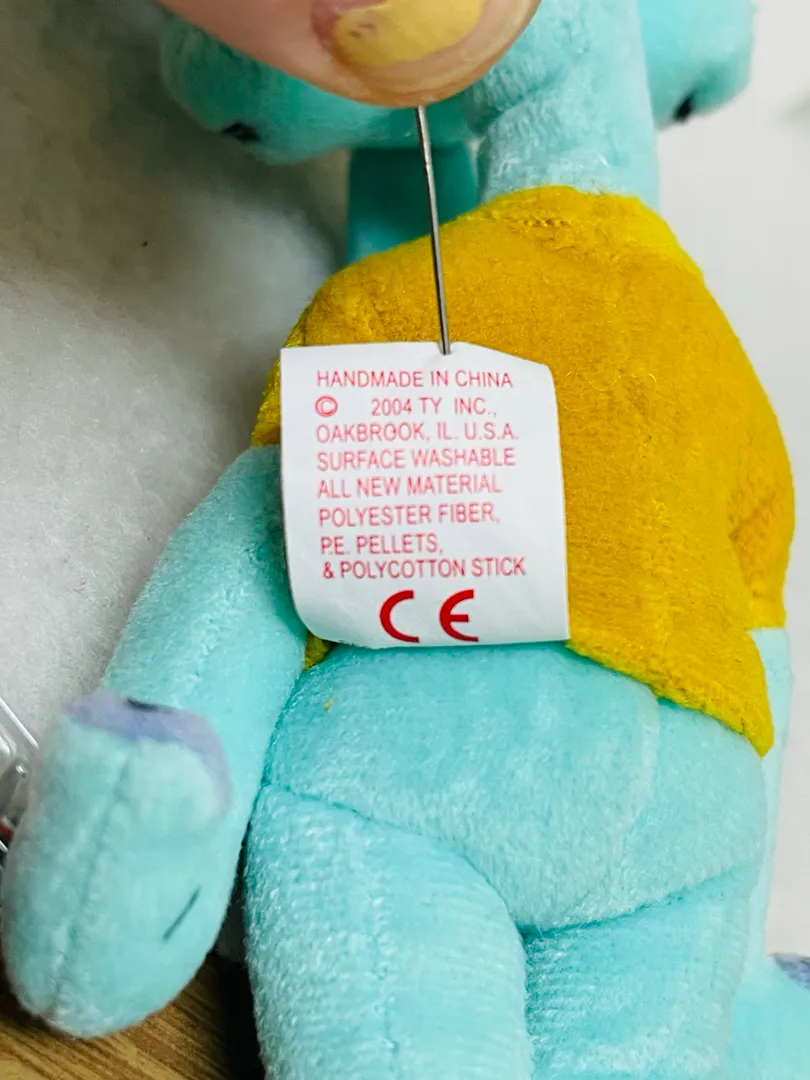 HANDMADE IN CHINA
© 2004 TY INC.,
OAKBROOK, IL. U.S.A.
SURFACE WASHABLE
ALL NEW MATERIAL
POLYESTER FIBER,
P.E. PELLETS,
& POLYCOTTON STICK
CE